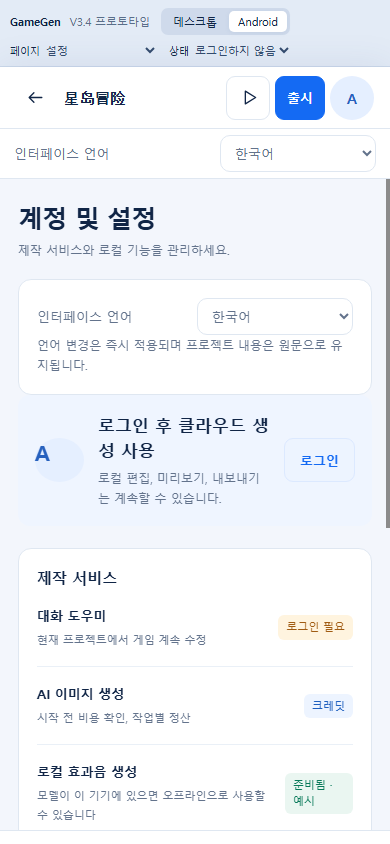 GameGen V3.4 프로토타입 데스크톱 Android
페이지 설정 상태 로그인하지 않음
← 星岛冒险 출시 A
인터페이스 언어 한국어
계정 및 설정
제작 서비스와 로컬 기능을 관리하세요.
인터페이스 언어 한국어
언어 변경은 즉시 적용되며 프로젝트 내용은 원문으로 유
지됩니다.
A
로그인 후 클라우드 생
성 사용
로컬 편집, 미리보기, 내보내기
는 계속할 수 있습니다.
로그인
제작 서비스
대화 도우미
현재 프로젝트에서 게임 계속 수정
로그인 필요
AI 이미지 생성
시작 전 비용 확인, 작업별 정산
크레딧
로컬 효과음 생성
모델이 이 기기에 있으면 오프라인으로 사용할
수 있습니다
준비됨 ·
예시